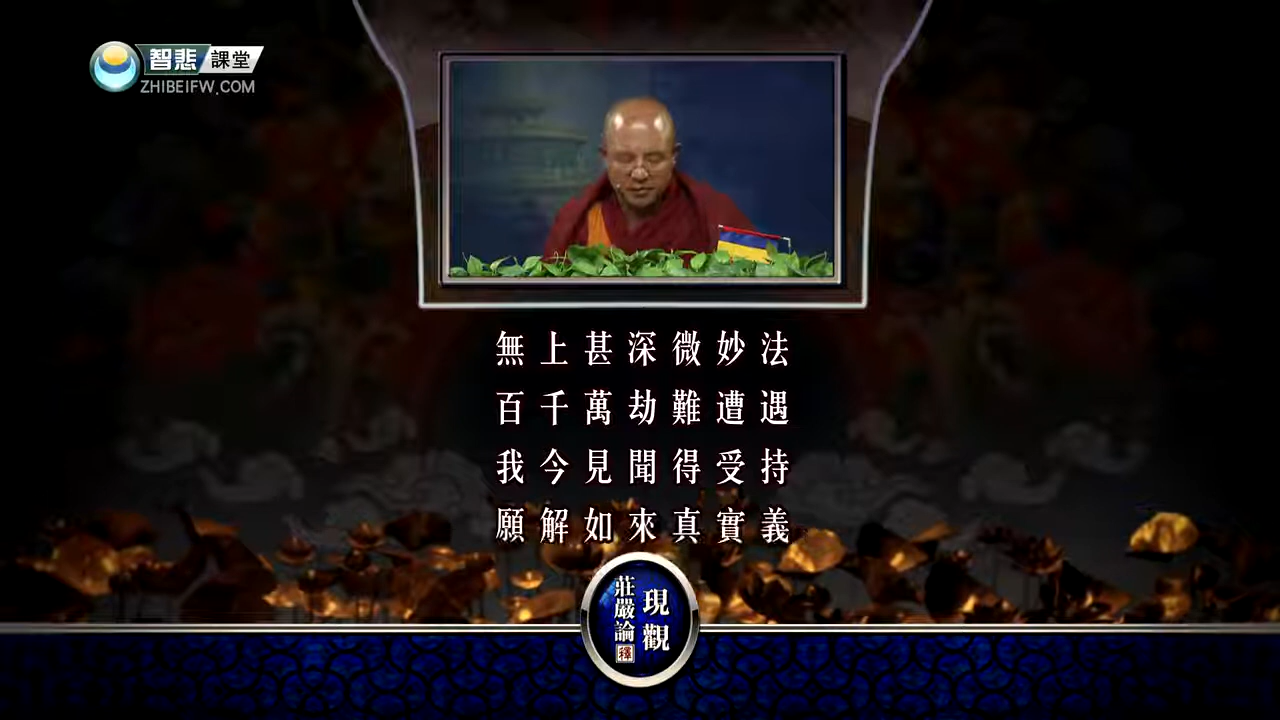 智悲課堂
ZHIBEIFW.COM
無上甚深微妙法
百千萬劫難遭遇
我今見聞得受持
願解如來真實義
現觀
莊嚴論釋